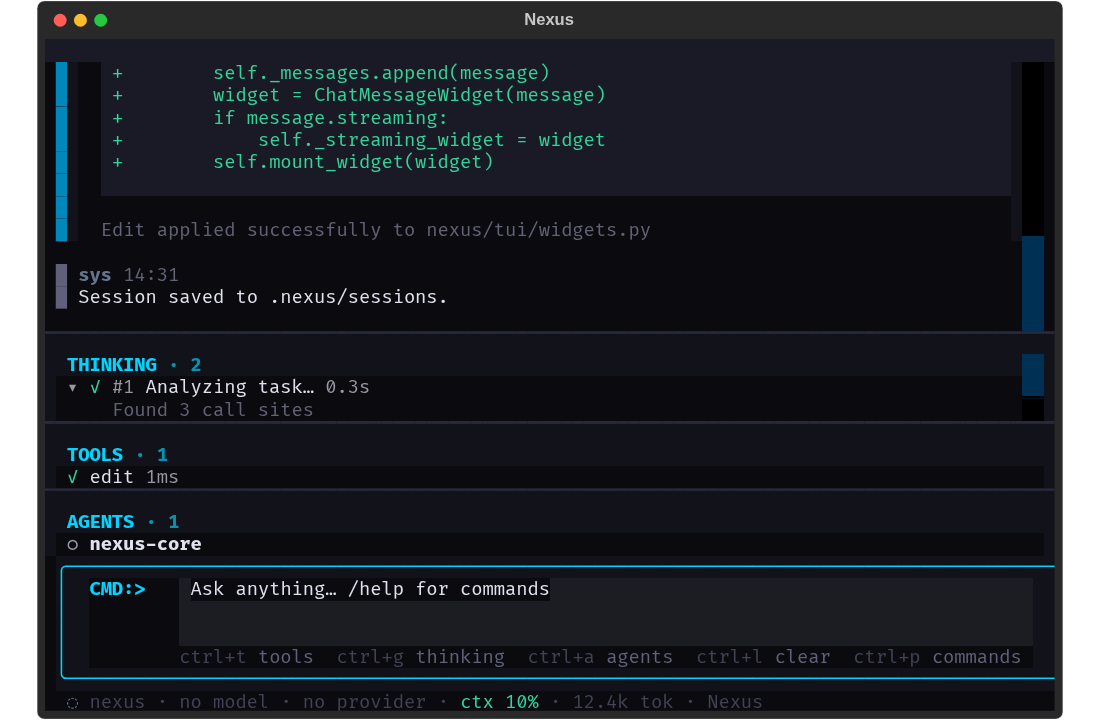 Nexus
+        self._messages.append(message)
+        widget = ChatMessageWidget(message)
+        if message.streaming:
+            self._streaming_widget = widget
+        self.mount_widget(widget)
Edit applied successfully to nexus/tui/widgets.py
sys 14:31
Session saved to .nexus/sessions.
THINKING · 2
▾ √ #1 Analyzing task… 0.3s
Found 3 call sites
TOOLS · 1
√ edit 1ms
AGENTS · 1
○ nexus-core
CMD:> Ask anything… /help for commands
ctrl+t tools  ctrl+g thinking  ctrl+a agents  ctrl+l clear  ctrl+p commands
◌ nexus · no model · no provider · ctx 10% · 12.4k tok · Nexus